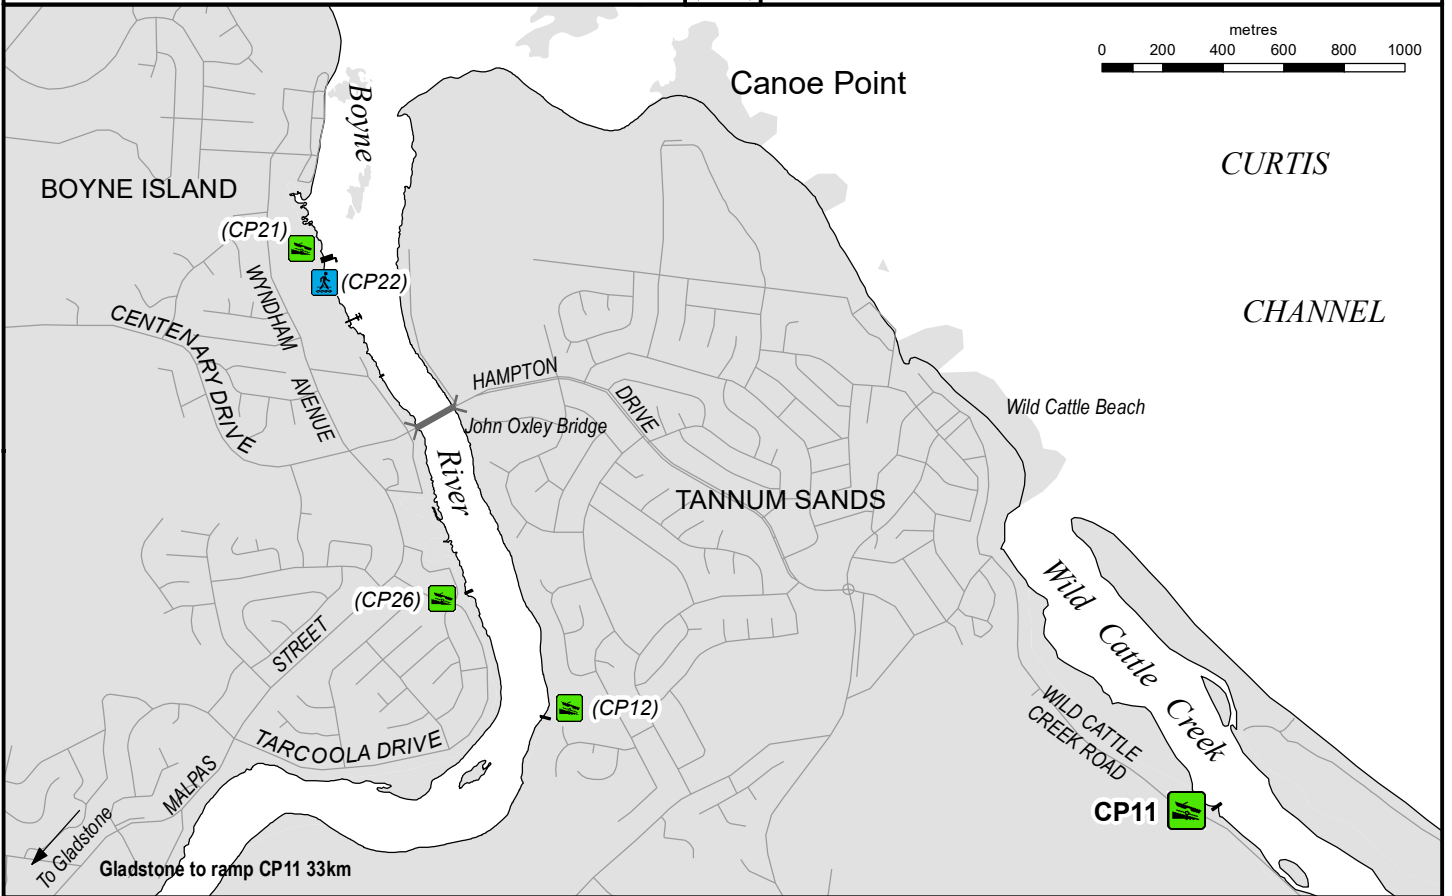 metres
0 200 400 600 800 1000
Canoe Point
Boyne
CURTIS
BOYNE ISLAND
(CP21)
(CP22)
WYNDHAM
CHANNEL
CENTENARY DRIVE
HAMPTON
AVENUE
DRIVE
Wild Cattle Beach
John Oxley Bridge
River
TANNUM SANDS
(CP26)
Wild Cattle Creek
STREET
(CP12)
WILD CATTLE
CREEK ROAD
TARCOOLA DRIVE
MALPAS
CP11
To Gladstone
Gladstone to ramp CP11 33km